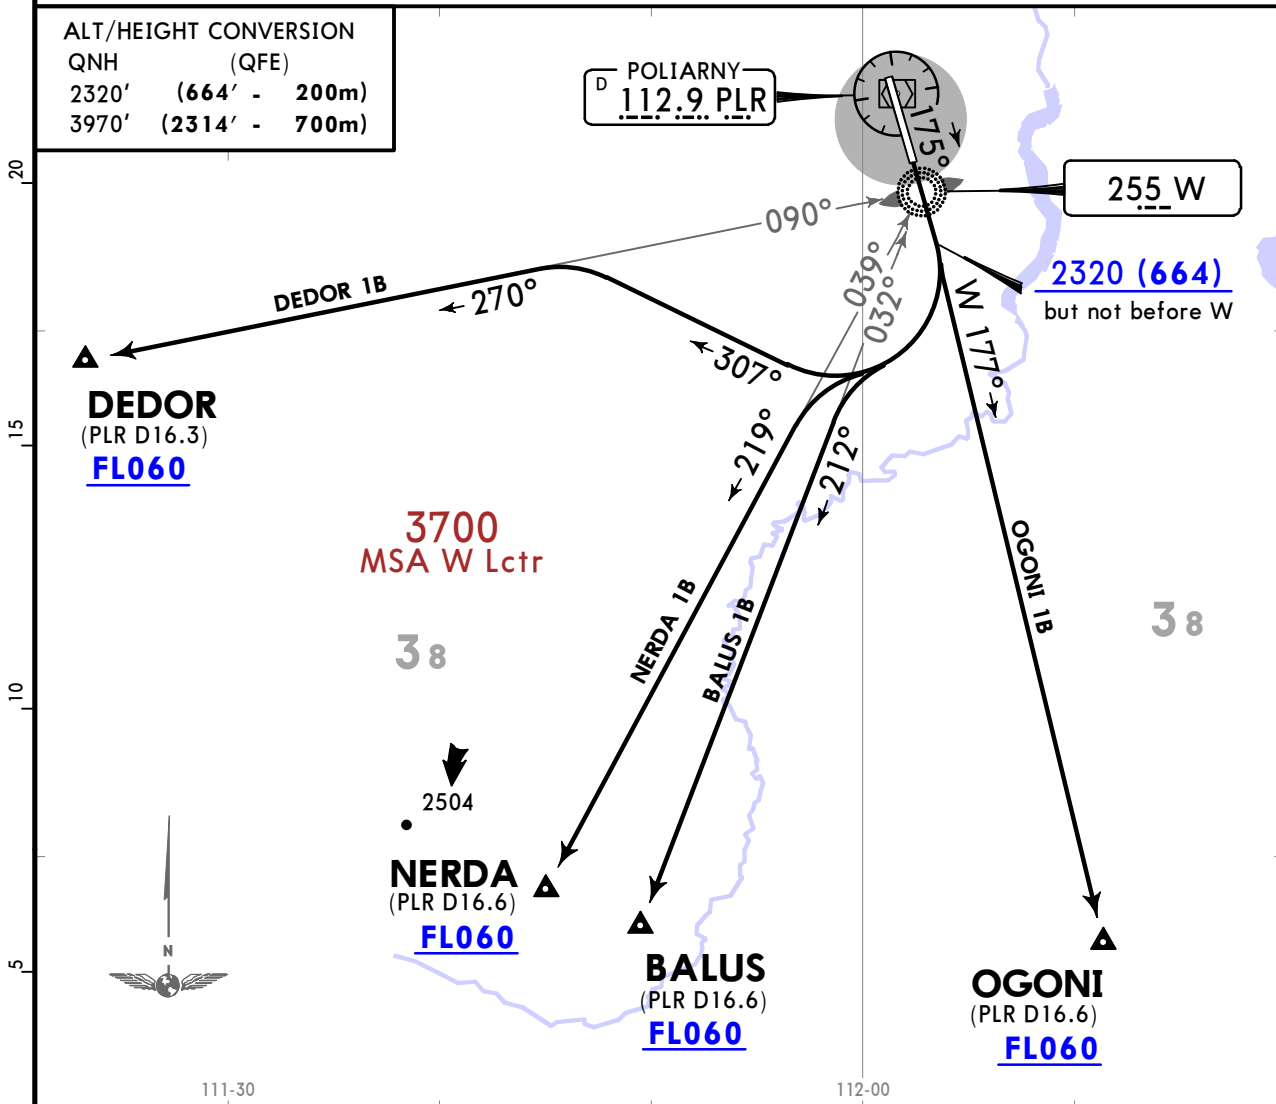 ALT/HEIGHT CONVERSION
QNH (QFE)
2320' (664' - 200m)
3970' (2314' - 700m)
POLIARNY
D 112.9 PLR
175°
20
255 W
090°
2320 (664)
but not before W
039°
032°
DEDOR 1B
270°
W 177°
307°
DEDOR
(PLR D16.3)
FL060
219°
212°
15
3700
MSA W Lctr
OGONI 1B
NERDA 1B
BALUS 1B
38
38
10
2504
NERDA
(PLR D16.6)
FL060
N
5
BALUS
(PLR D16.6)
FL060
OGONI
(PLR D16.6)
FL060
111-30
112-00